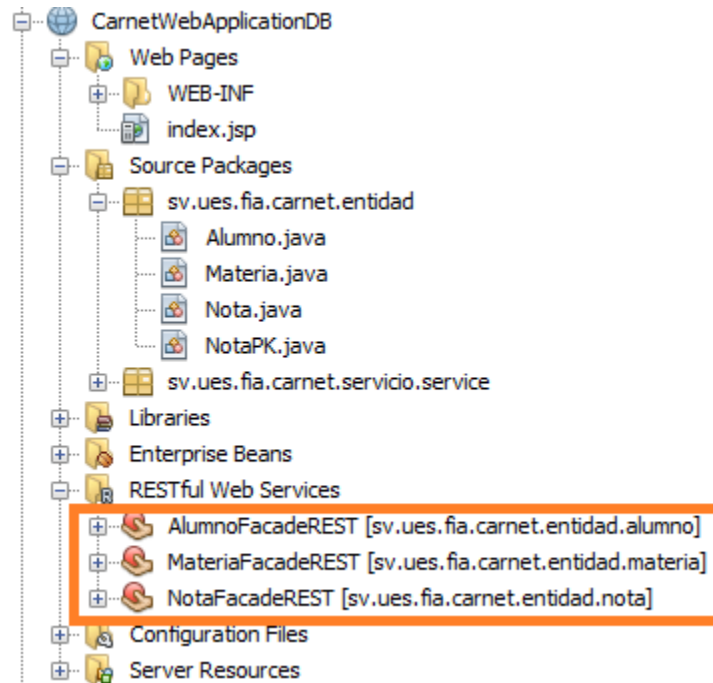 CarnetWebApplicationDB
Web Pages
WEB-INF
index.jsp
Source Packages
sv.ues.fia.carnet.entidad
Alumno.java
Materia.java
Nota.java
NotaPK.java
sv.ues.fia.carnet.servicio.service
Libraries
Enterprise Beans
RESTful Web Services
AlumnoFacadeREST [sv.ues.fia.carnet.entidad.alumno]
MateriaFacadeREST [sv.ues.fia.carnet.entidad.materia]
NotaFacadeREST [sv.ues.fia.carnet.entidad.nota]
Configuration Files
Server Resources